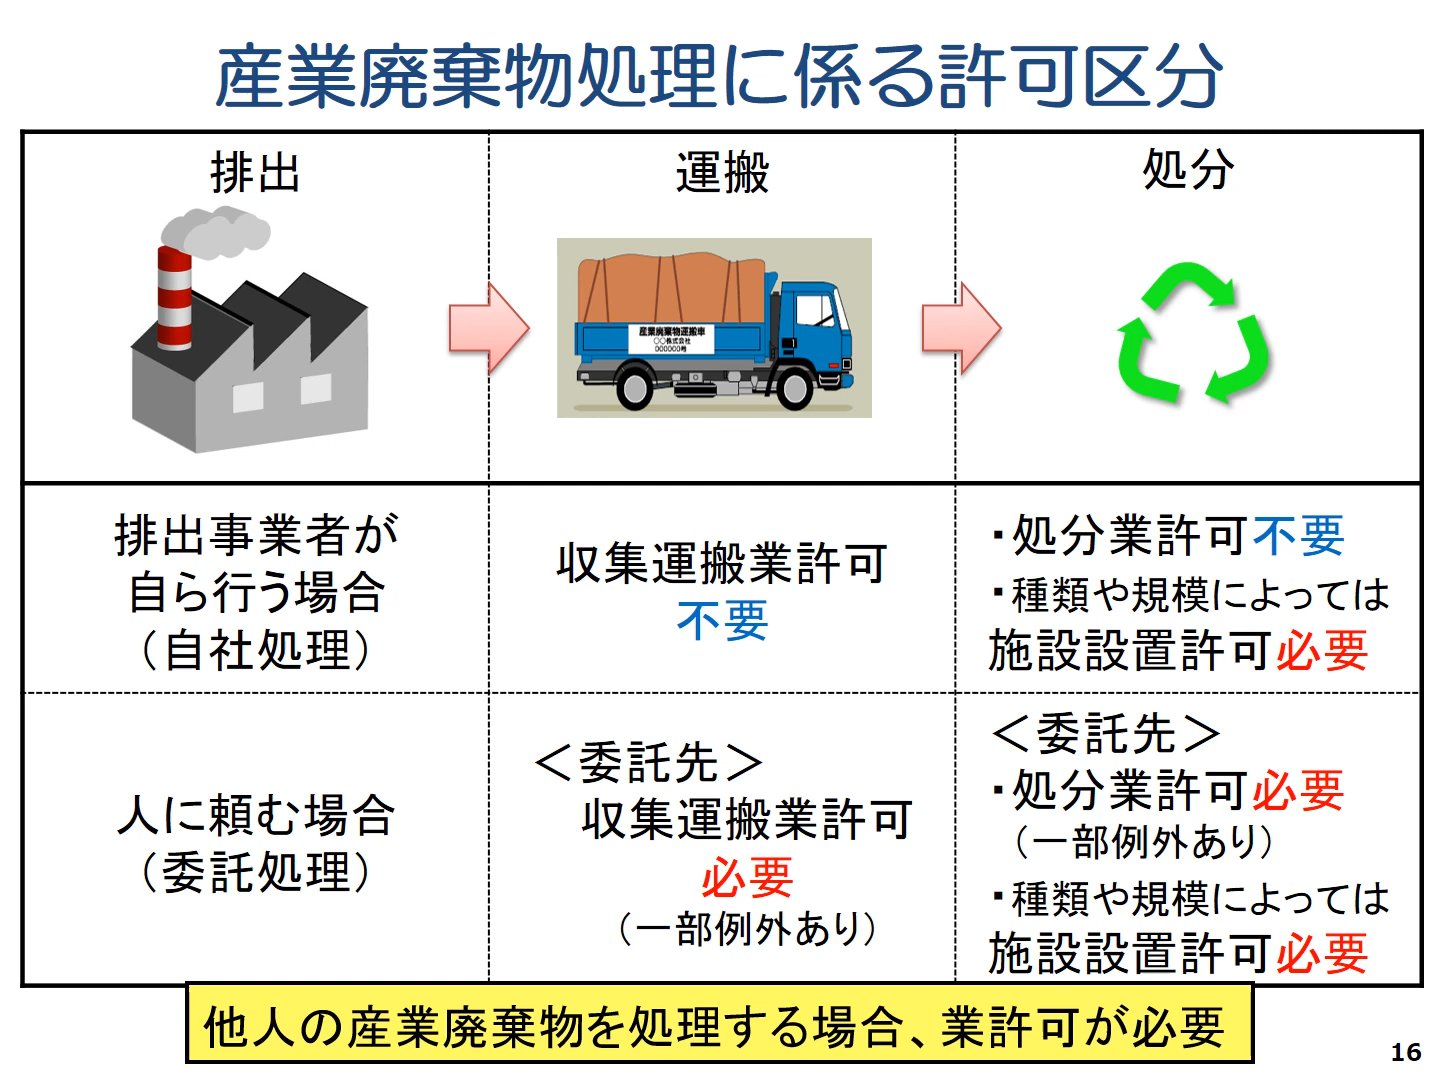 産業廃棄物処理に係る許可区分
排出
運搬
処分
産業廃棄物運搬車
○○株式会社
000000号
排出事業者が
自ら行う場合
（自社処理）
収集運搬業許可
不要
・処分業許可不要
・種類や規模によっては
施設設置許可必要
人に頼む場合
（委託処理）
＜委託先＞
収集運搬業許可
必要
（一部例外あり）
＜委託先＞
・処分業許可必要
（一部例外あり）
・種類や規模によっては
施設設置許可必要
他人の産業廃棄物を処理する場合、業許可が必要
16